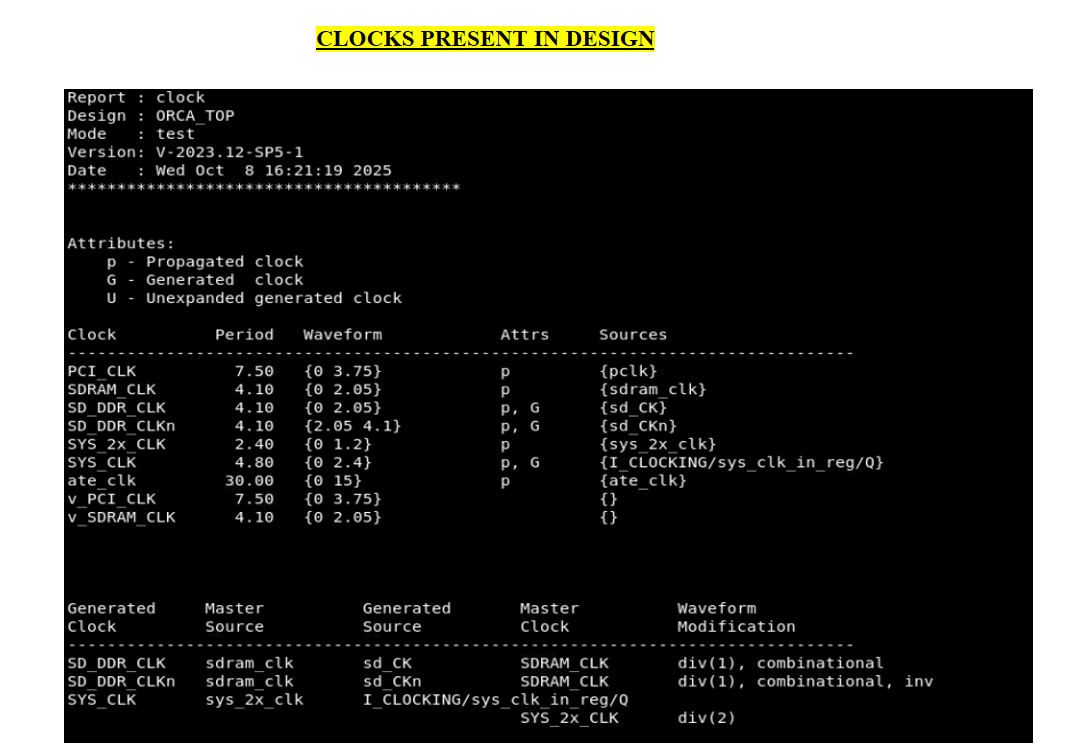 CLOCKS PRESENT IN DESIGN
Report : clock
Design : ORCA_TOP
Mode   : test
Version: V-2023.12-SP5-1
Date   : Wed Oct  8 16:21:19 2025
****************************************
Attributes:
    p - Propagated clock
    G - Generated  clock
    U - Unexpanded generated clock
Clock          Period   Waveform            Attrs     Sources
--------------------------------------------------------------------------------
PCI_CLK          7.50   {0 3.75}            p         {pclk}
SDRAM_CLK        4.10   {0 2.05}            p         {sdram_clk}
SD_DDR_CLK       4.10   {0 2.05}            p, G      {sd_CK}
SD_DDR_CLKn      4.10   {2.05 4.1}          p, G      {sd_CKn}
SYS_2x_CLK       2.40   {0 1.2}             p         {sys_2x_clk}
SYS_CLK          4.80   {0 2.4}             p, G      {I_CLOCKING/sys_clk_in_reg/Q}
ate_clk         30.00   {0 15}              p         {ate_clk}
v_PCI_CLK        7.50   {0 3.75}                      {}
v_SDRAM_CLK      4.10   {0 2.05}                      {}
Generated     Master          Generated       Master          Waveform
Clock         Source          Source          Clock           Modification
--------------------------------------------------------------------------------
SD_DDR_CLK    sdram_clk       sd_CK           SDRAM_CLK       div(1), combinational
SD_DDR_CLKn   sdram_clk       sd_CKn          SDRAM_CLK       div(1), combinational, inv
SYS_CLK       sys_2x_clk      I_CLOCKING/sys_clk_in_reg/Q
                                              SYS_2x_CLK      div(2)